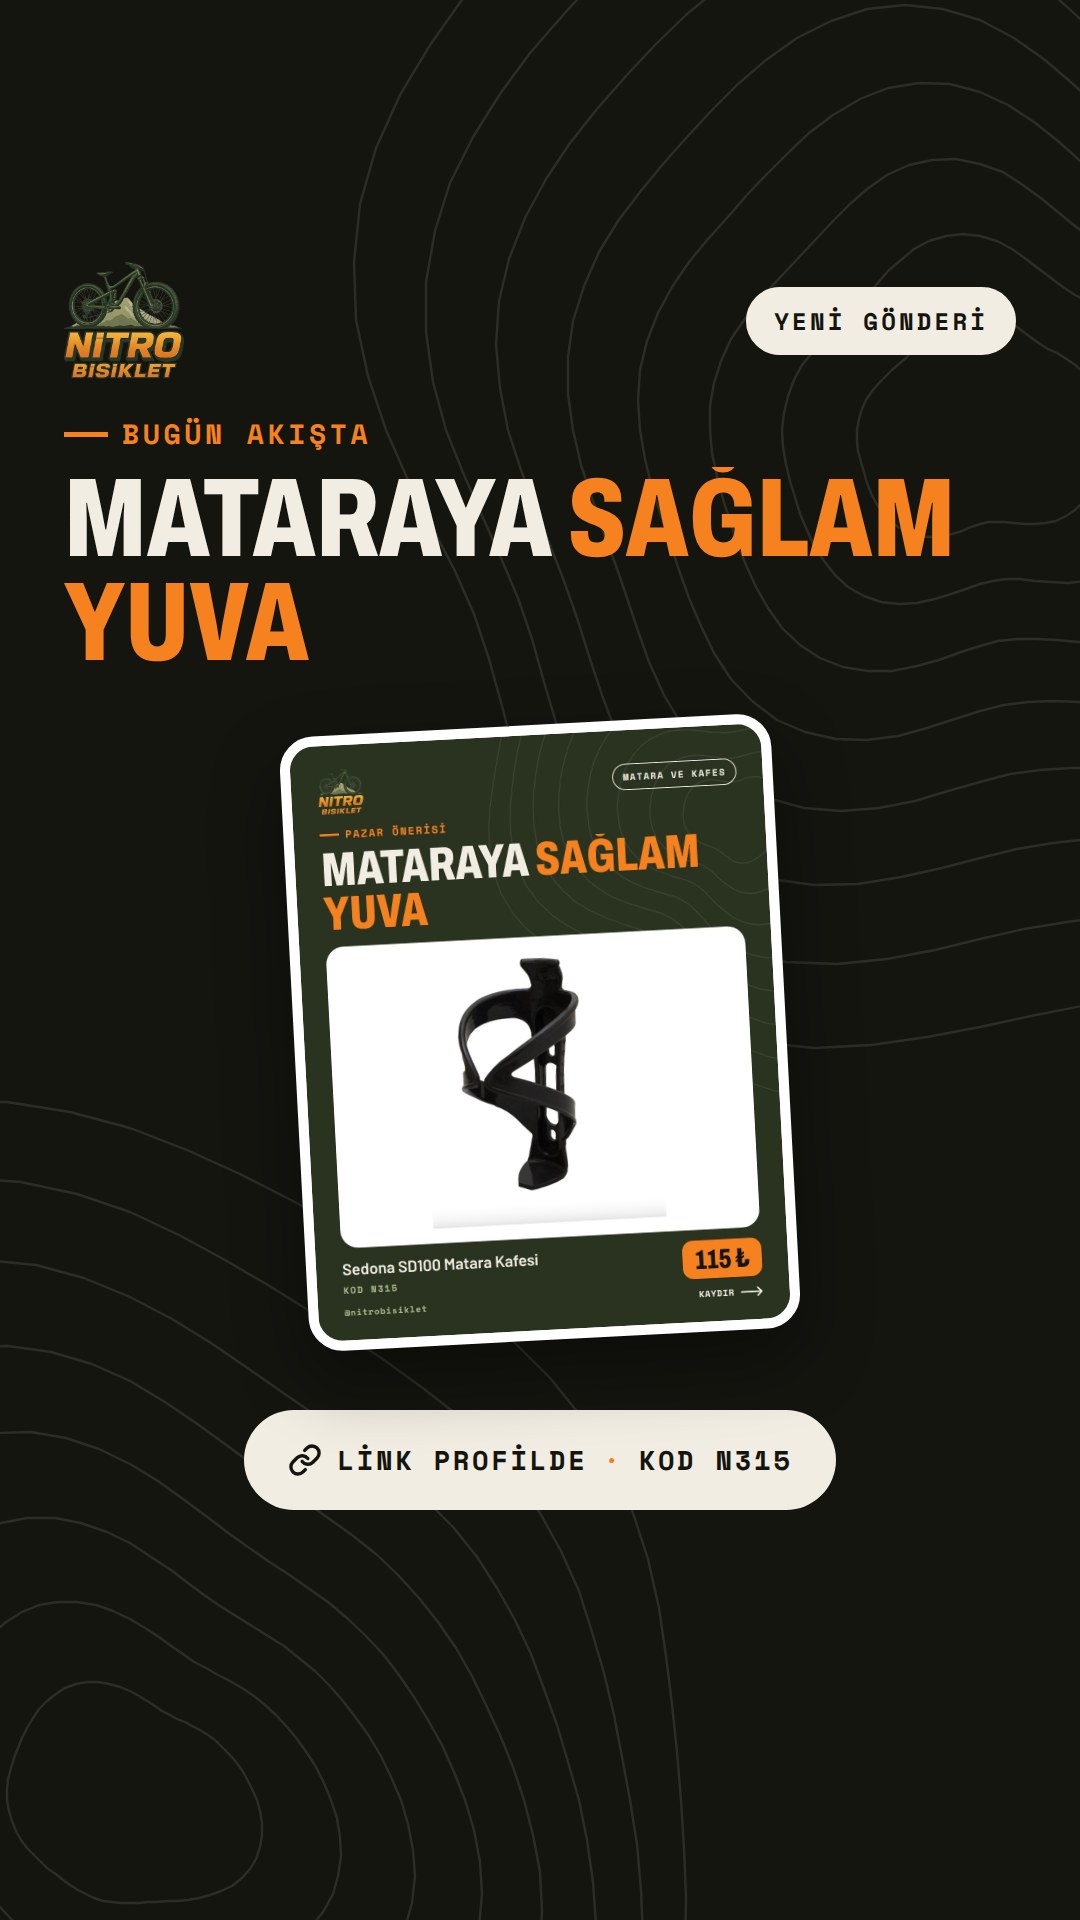 NiTRO
BiSiKLET
YENİ GÖNDERİ
BUGÜN AKIŞTA
MATARAYA SAĞLAM
YUVA
NiTRO
BiSiKLET
MATARA VE KAFES
PAZAR ÖNERİSİ
MATARAYA SAĞLAM
YUVA
Sedona SD100 Matara Kafesi
115 ₺
KOD N315
KAYDIR
@nitrobisiklet
LİNK PROFİLDE · KOD N315